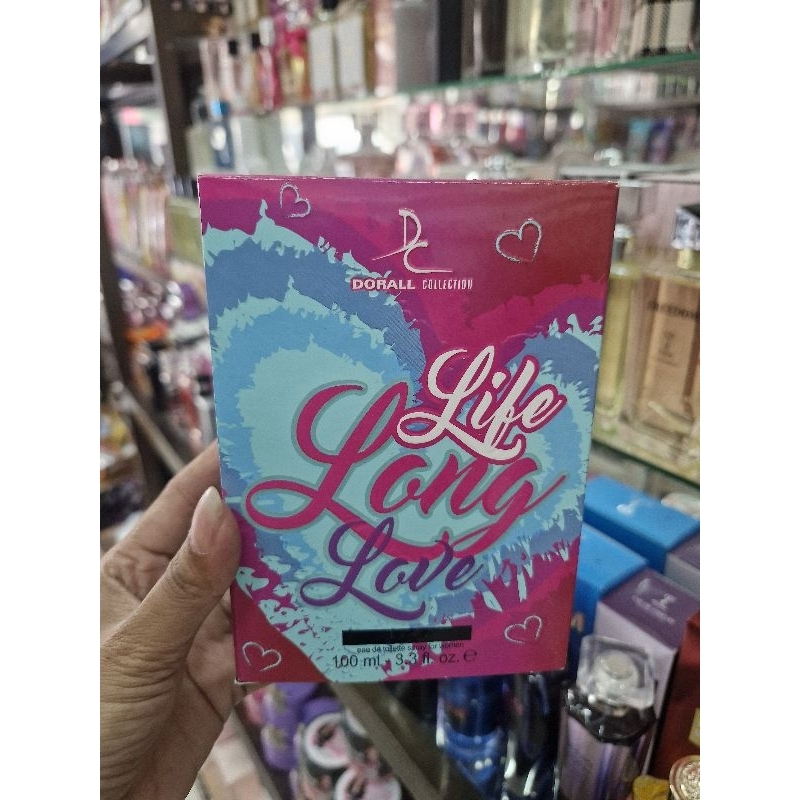 DC
DORALL COLLECTION
Life
Long
Love
eau de toilette spray for women
100 ml 3.3 fl. oz. ℮